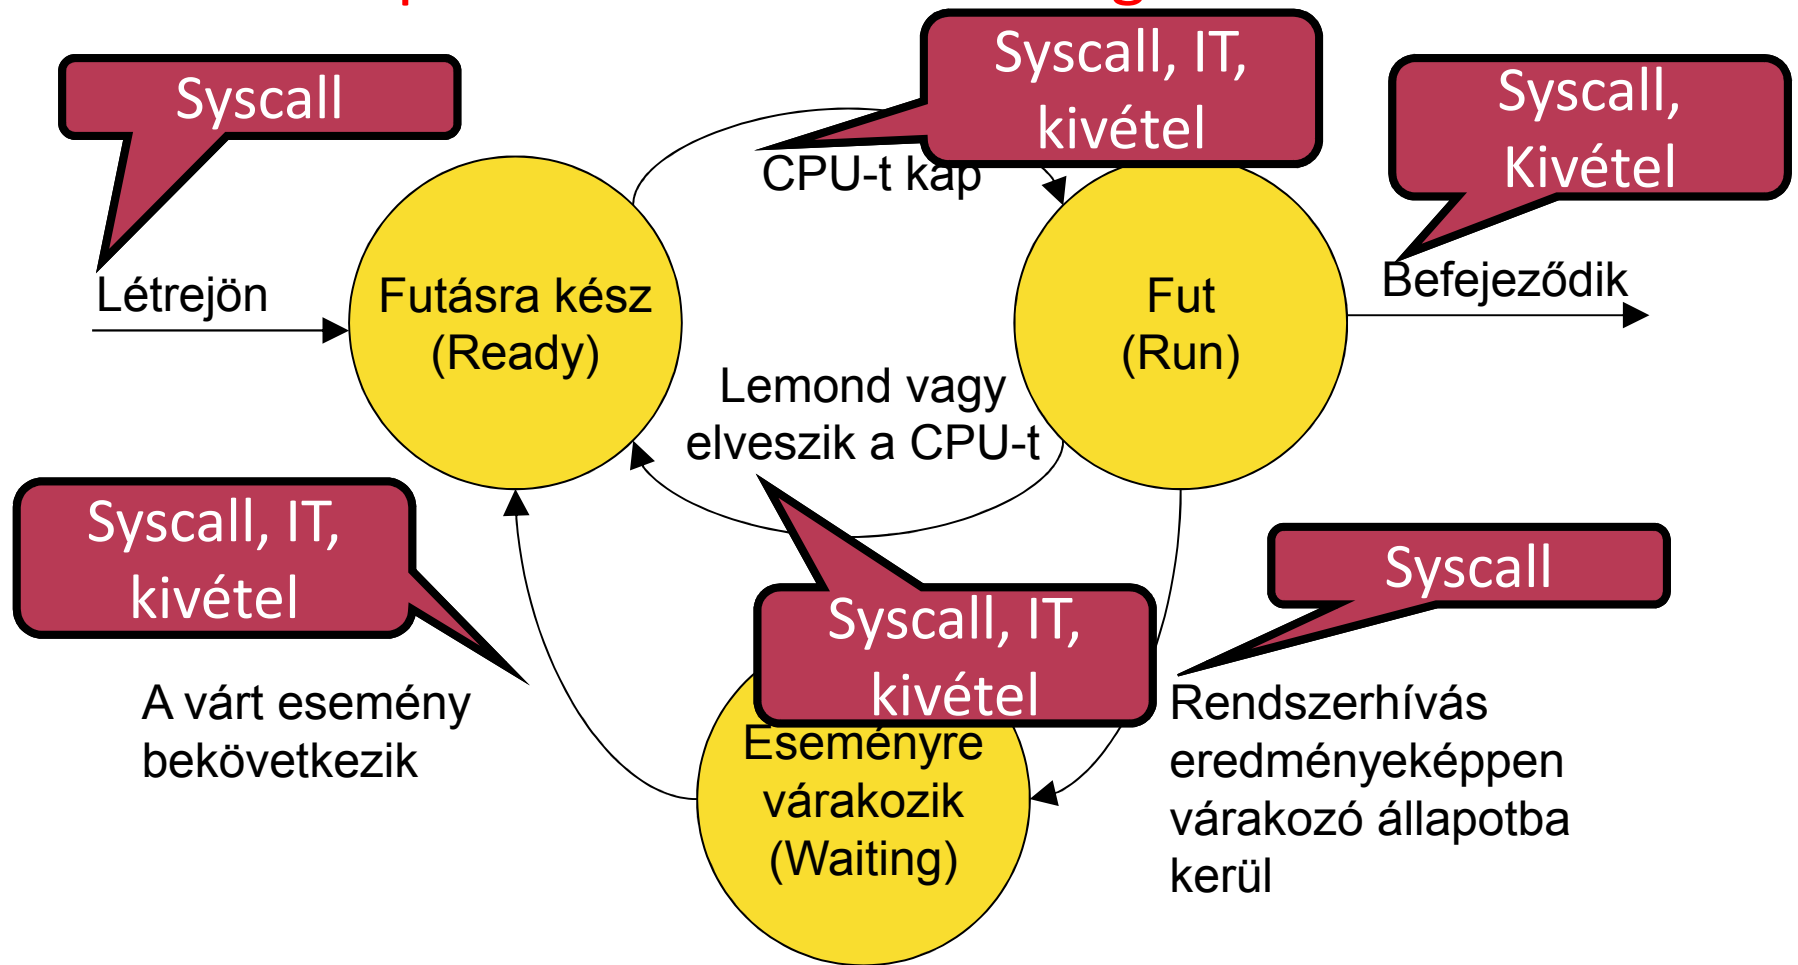 Syscall
Syscall, IT,
kivétel
Syscall,
Kivétel
CPU-t kap
Létrejön
Futásra kész
(Ready)
Fut
(Run)
Befejeződik
Lemond vagy
elveszik a CPU-t
Syscall, IT,
kivétel
Syscall, IT,
kivétel
Syscall
A várt esemény
bekövetkezik
Eseményre
várakozik
(Waiting)
Rendszerhívás
eredményeképpen
várakozó állapotba
kerül